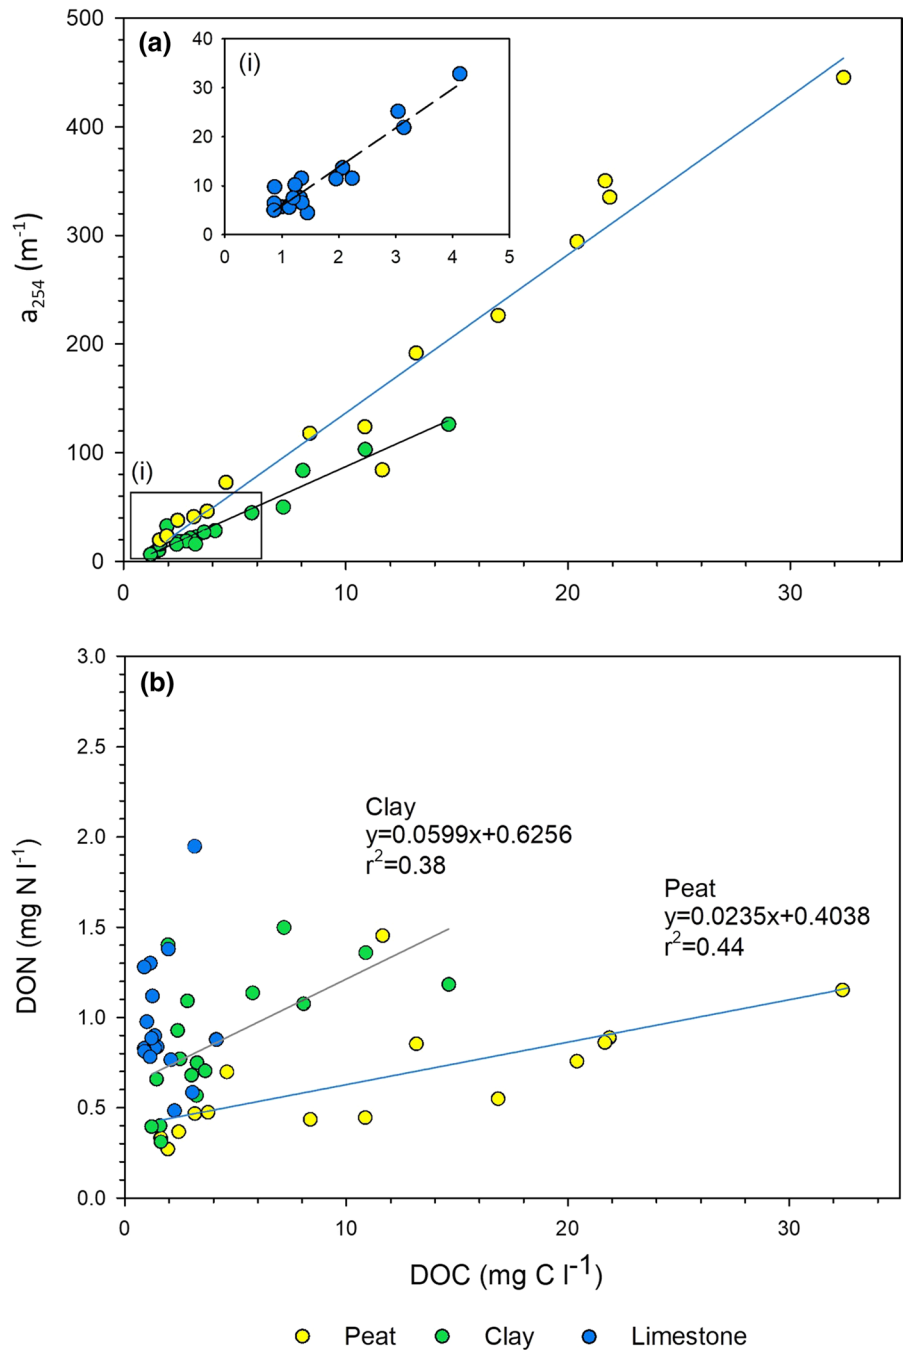 500
400
300
200
100
0
a254 (m-1)
(a)
(i)
40
30
20
10
0
0 1 2 3 4 5
(i)
0 10 20 30
3.0
2.5
2.0
1.5
1.0
0.5
0.0
DON (mg N l-1)
(b)
Clay
y=0.0599x+0.6256
r2=0.38
Peat
y=0.0235x+0.4038
r2=0.44
0 10 20 30
DOC (mg C l-1)
Peat Clay Limestone